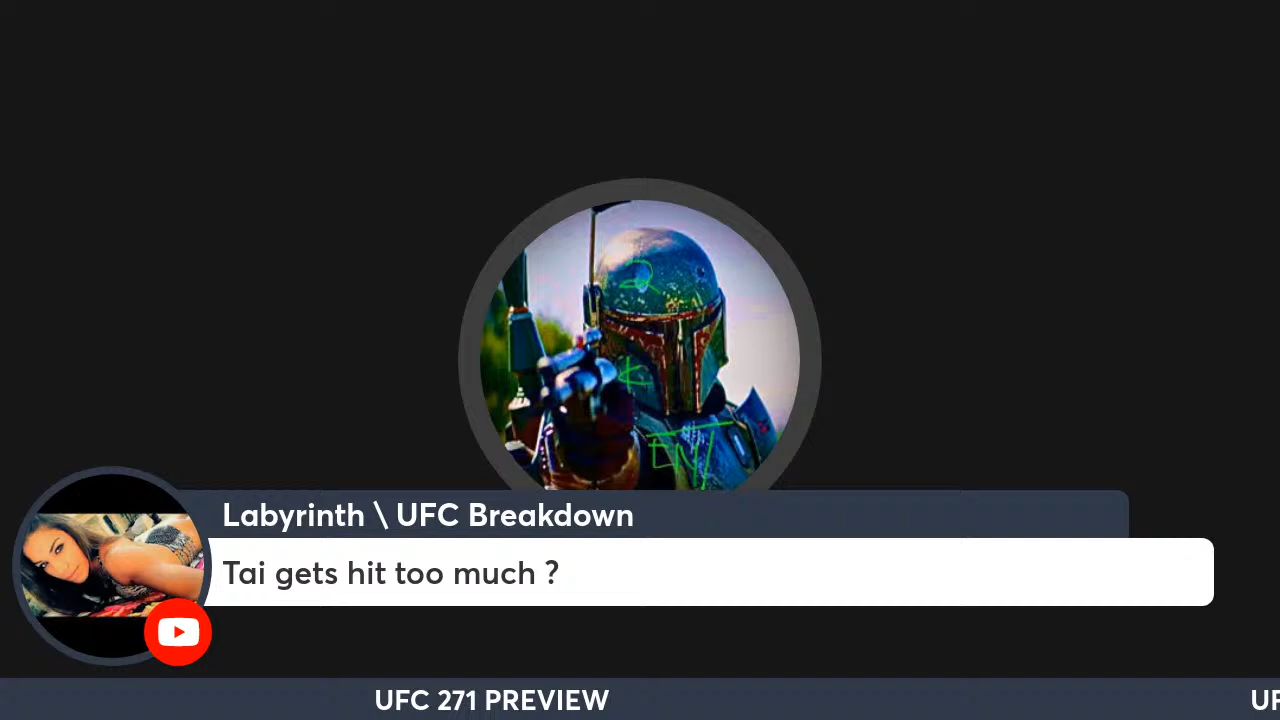 Labyrinth \ UFC Breakdown
Tai gets hit too much ?
UFC 271 PREVIEW